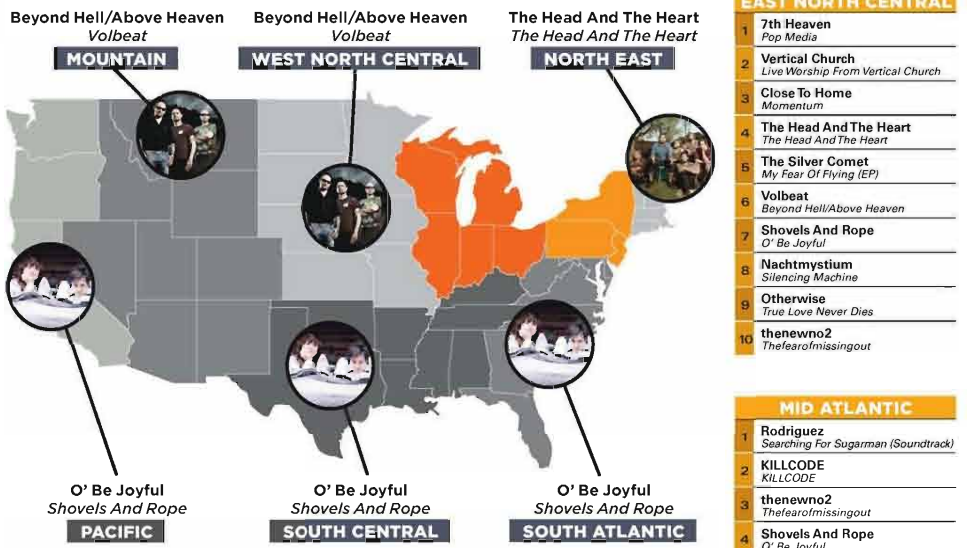 Beyond Hell/Above Heaven
Volbeat
MOUNTAIN
Beyond Hell/Above Heaven
Volbeat
WEST NORTH CENTRAL
The Head And The Heart
The Head And The Heart
NORTH EAST
O' Be Joyful
Shovels And Rope
PACIFIC
O' Be Joyful
Shovels And Rope
SOUTH CENTRAL
O' Be Joyful
Shovels And Rope
SOUTH ATLANTIC
EAST NORTH CENTRAL
1 7th Heaven
Pop Media
2 Vertical Church
Live Worship From Vertical Church
3 Close To Home
Momentum
4 The Head And The Heart
The Head And The Heart
5 The Silver Comet
My Fear Of Flying (EP)
6 Volbeat
Beyond Hell/Above Heaven
7 Shovels And Rope
O' Be Joyful
8 Nachtmystium
Silencing Machine
9 Otherwise
True Love Never Dies
10 thenewno2
Thefearofmissingout
MID ATLANTIC
1 Rodriguez
Searching For Sugarman (Soundtrack)
2 KILLCODE
KILLCODE
3 thenewno2
Thefearofmissingout
4 Shovels And Rope
O' Be Joyful